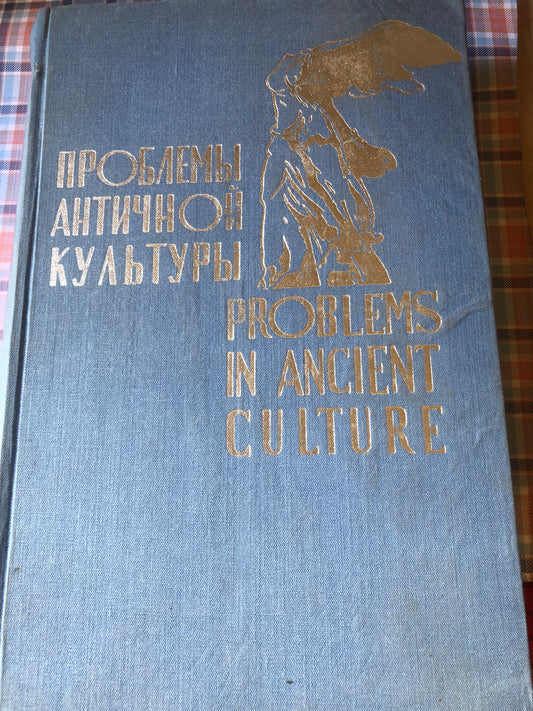 ПРОБЛЕМЫ
АНТИЧНОЙ
КУЛЬТУРЫ
PROBLEMS
IN ANCIENT
CULTURE